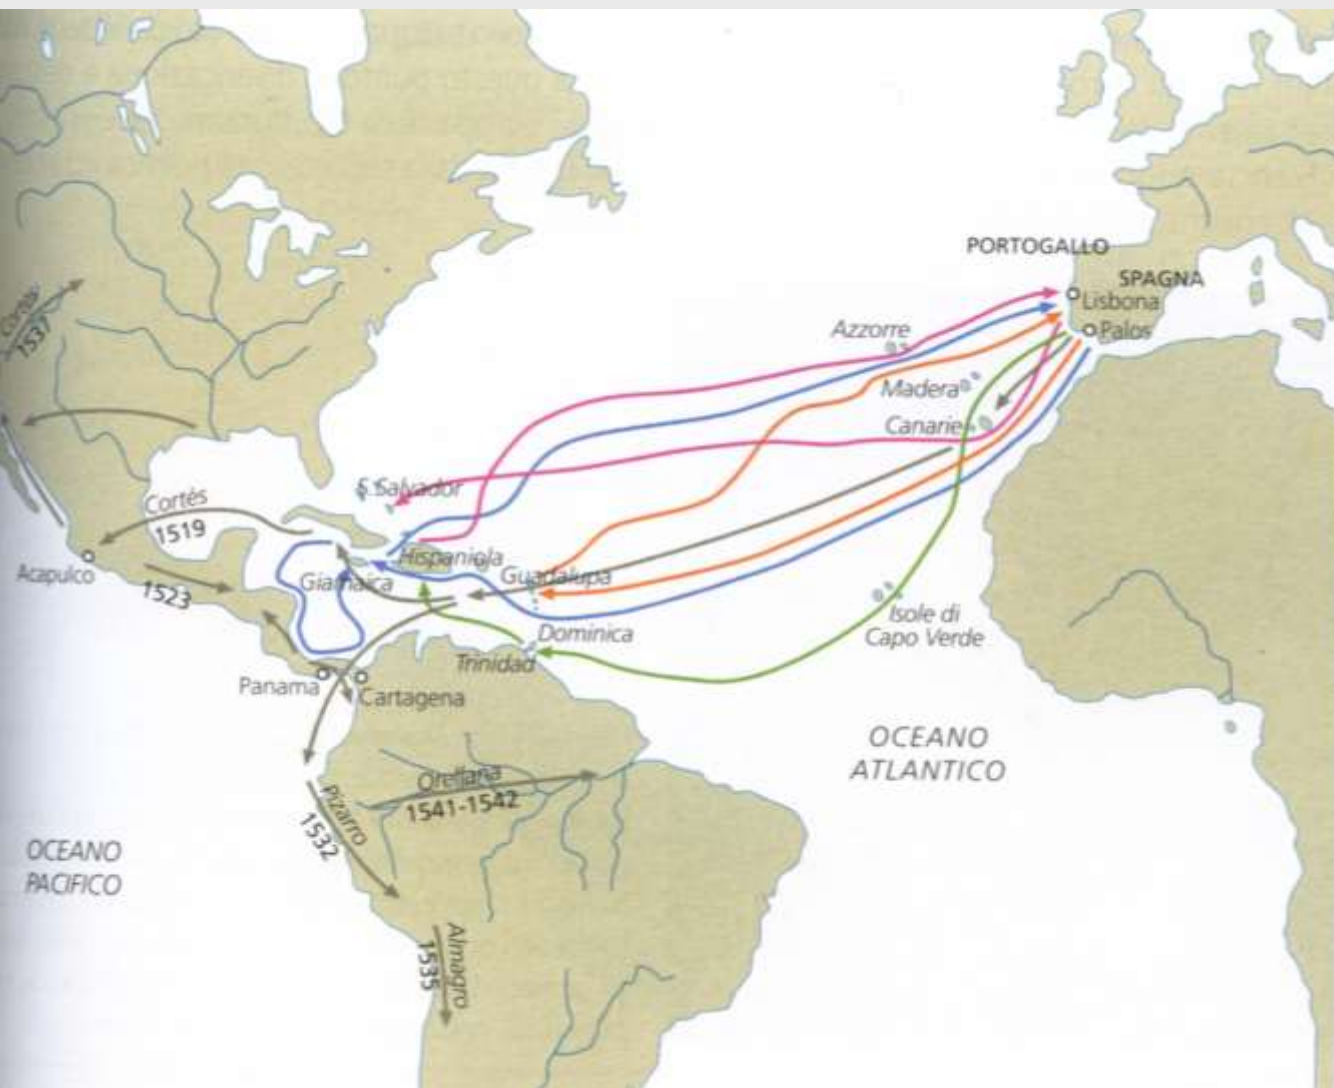 PORTOGALLO
SPAGNA
Lisbona
Palos
Azzorre
Madera
Canarie
Cortés
1537
S. Salvador
Cortés
1519
Hispaniola
Acapulco
Giamaica
Guadalupa
1523
Isole di
Capo Verde
Dominica
Trinidad
Panama
Cartagena
OCEANO
ATLANTICO
Orellana
1541-1542
Pizarro
1532
OCEANO
PACIFICO
Almagro
1535